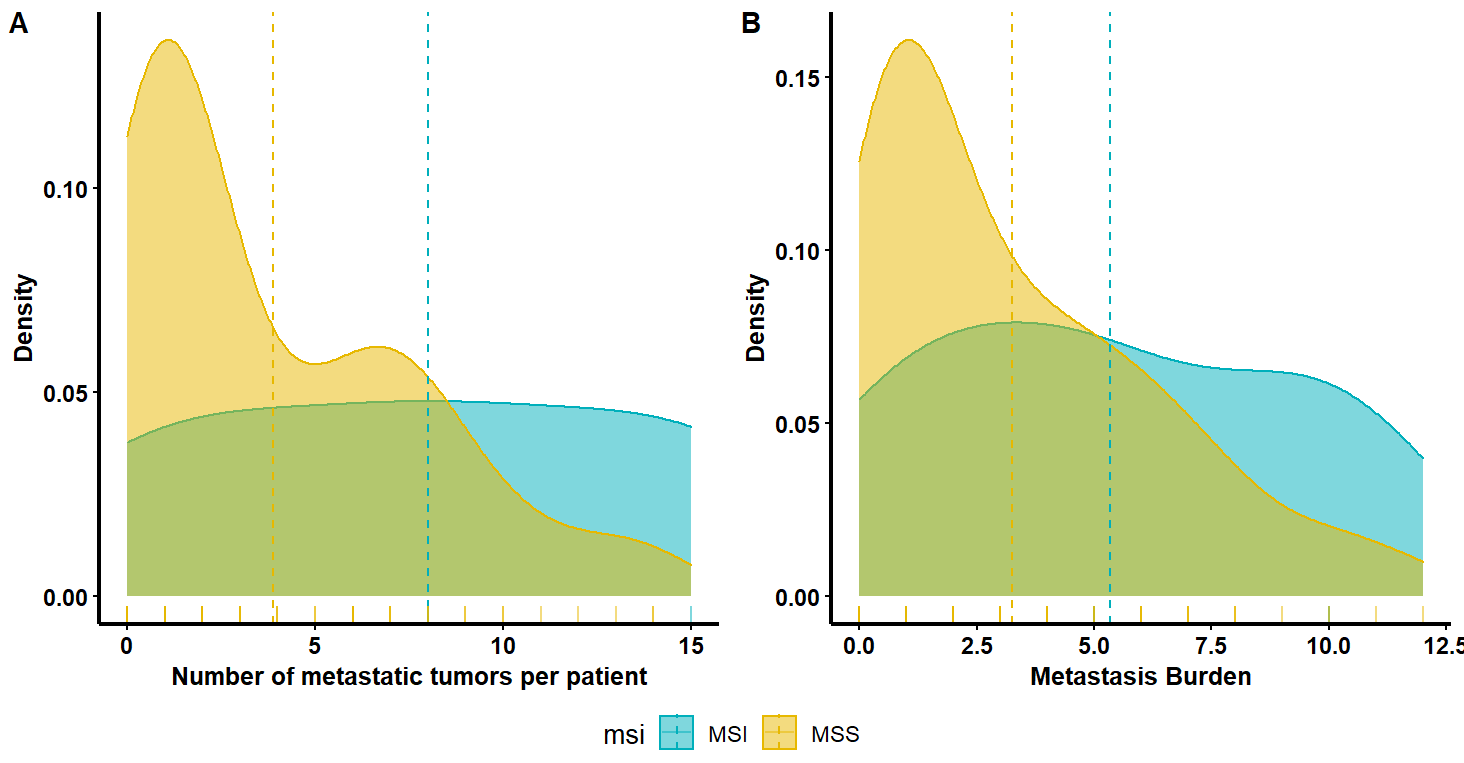 A
Density
0.10
0.05
0.00
0
5
10
15
Number of metastatic tumors per patient
B
Density
0.15
0.10
0.05
0.00
0.0
2.5
5.0
7.5
10.0
12.5
Metastasis Burden
msi
MSI
MSS